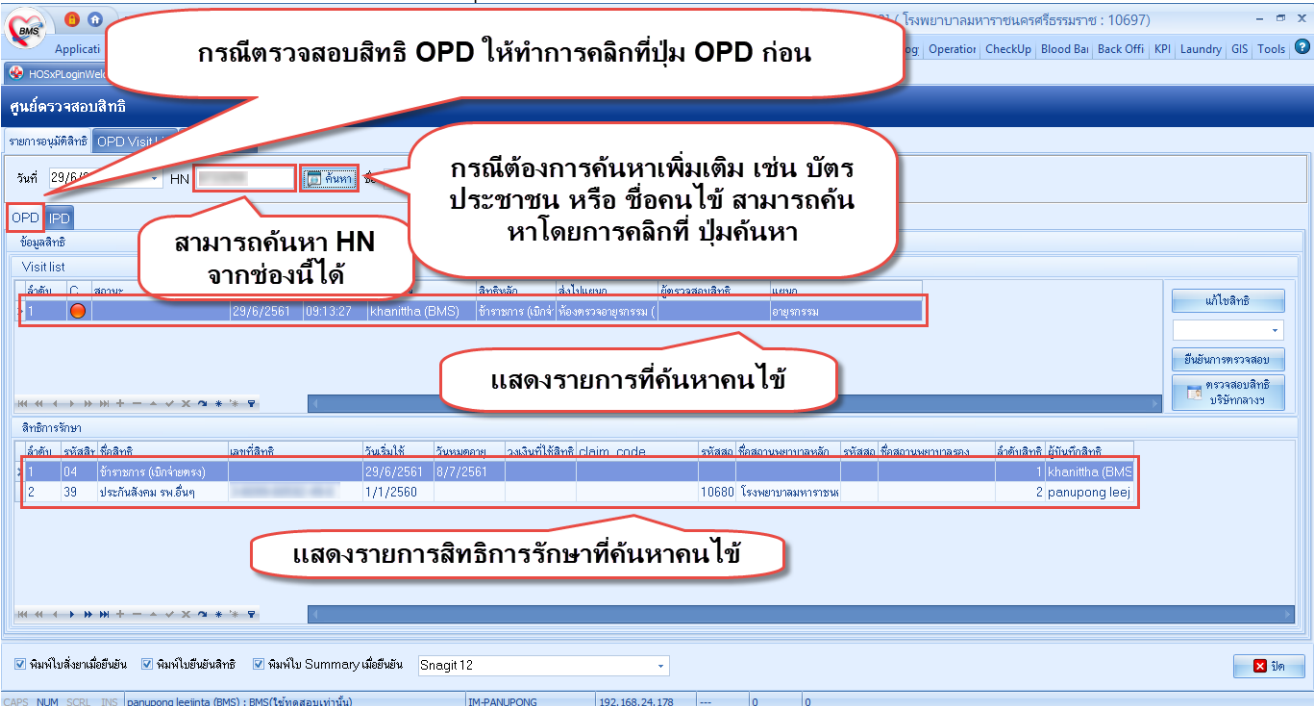 BMS
โรงพยาบาลมหาราชนครศรีธรรมราช : 10697)
Applicati
Operation CheckUp Blood Bar Back Offi KPI Laundry GIS Tools
HOSxPLoginWel
กรณีตรวจสอบสิทธิ OPD ให้ทำการคลิกที่ปุ่ม OPD ก่อน
ศูนย์ตรวจสอบสิทธิ
รายการอนุมัติสิทธิ OPD Visit Li
วันที่ 29/6/ HN ค้นหา
กรณีต้องการค้นหาเพิ่มเติม เช่น บัตร
ประชาชน หรือ ชื่อคนไข้ สามารถค้น
หาโดยการคลิกที่ ปุ่มค้นหา
OPD IPD
ข้อมูลสิทธิ
สามารถค้นหา HN
จากช่องนี้ได้
Visit list
ลำดับ C สถานะ สิทธิหลัก ส่งไปแผนก ผู้ตรวจสอบสิทธิ แผนก
1 29/6/2561 09:13:27 khanittha (BMS) ข้าราชการ (เบิกจ่ ห้องตรวจอายุรกรรม ( อายุรกรรม
แก้ไขสิทธิ
ยืนยันการตรวจสอบ
ตรวจสอบสิทธิ
บริษัทกลางฯ
แสดงรายการที่ค้นหาคนไข้
สิทธิการรักษา
ลำดับ รหัสสิท ชื่อสิทธิ เลขที่สิทธิ วันเริ่มใช้ วันหมดอายุ วงเงินที่ใช้สิทธิ claim_code รหัสสถ ชื่อสถานพยาบาลหลัก รหัสสถ ชื่อสถานพยาบาลรอง ลำดับสิทธิ ผู้บันทึกสิทธิ
1 04 ข้าราชการ (เบิกจ่ายตรง) 29/6/2561 8/7/2561 1 khanittha (BMS
2 39 ประกันสังคม รพ.อื่นๆ 1/1/2560 10680 โรงพยาบาลมหาราชน 2 panupong leej
แสดงรายการสิทธิการรักษาที่ค้นหาคนไข้
พิมพ์ใบสั่งยาเมื่อยืนยัน พิมพ์ใบยืนยันสิทธิ พิมพ์ใบ Summary เมื่อยืนยัน Snagit 12 ปิด
CAPS NUM SCRL INS panupong leejinta (BMS) : BMS(ใช้ทดสอบเท่านั้น) IM-PANUPONG 192.168.24.178 --- 0 0